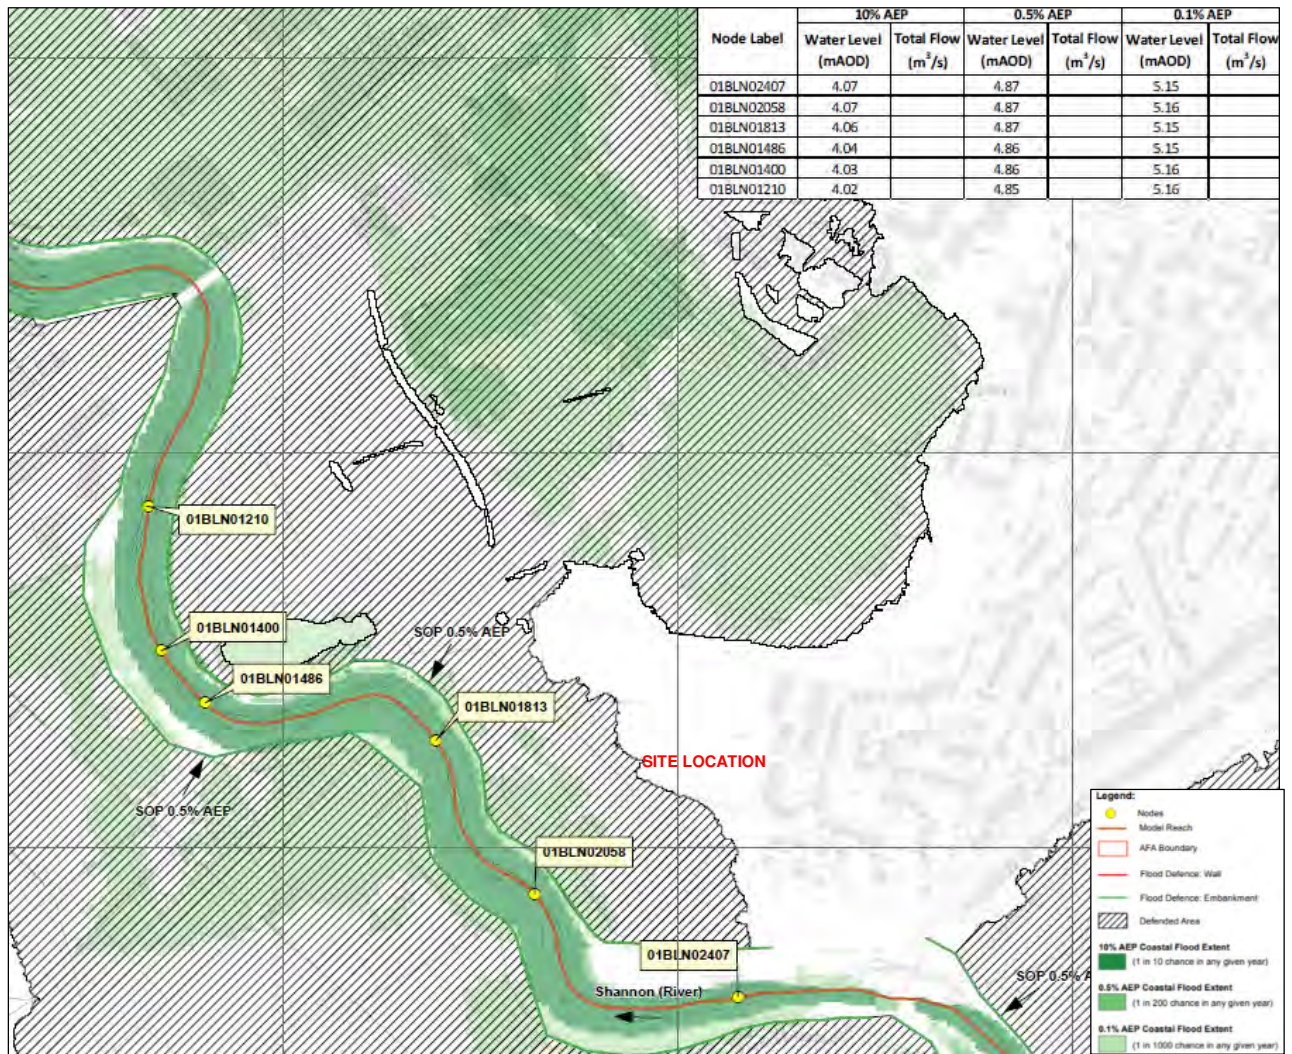 10% AEP 0.5% AEP 0.1% AEP
Node Label Water Level (mAOD) Total Flow (m³/s) Water Level (mAOD) Total Flow (m³/s) Water Level (mAOD) Total Flow (m³/s)
01BLN02407 4.07 4.87 5.15
01BLN02058 4.07 4.87 5.16
01BLN01813 4.06 4.87 5.15
01BLN01486 4.04 4.86 5.15
01BLN01400 4.03 4.86 5.16
01BLN01210 4.02 4.85 5.16
01BLN01210
01BLN01400
SOP 0.5% AEP
01BLN01486
01BLN01813
SITE LOCATION
SOP 0.5% AEP
01BLN02058
01BLN02407
SOP 0.5% A
Shannon (River)
Legend:
Nodes
Model Reach
AFA Boundary
Flood Defence: Wall
Flood Defence: Embankment
Defended Area
10% AEP Coastal Flood Extent
(1 in 10 chance in any given year)
0.5% AEP Coastal Flood Extent
(1 in 200 chance in any given year)
0.1% AEP Coastal Flood Extent
(1 in 1000 chance in any given year)